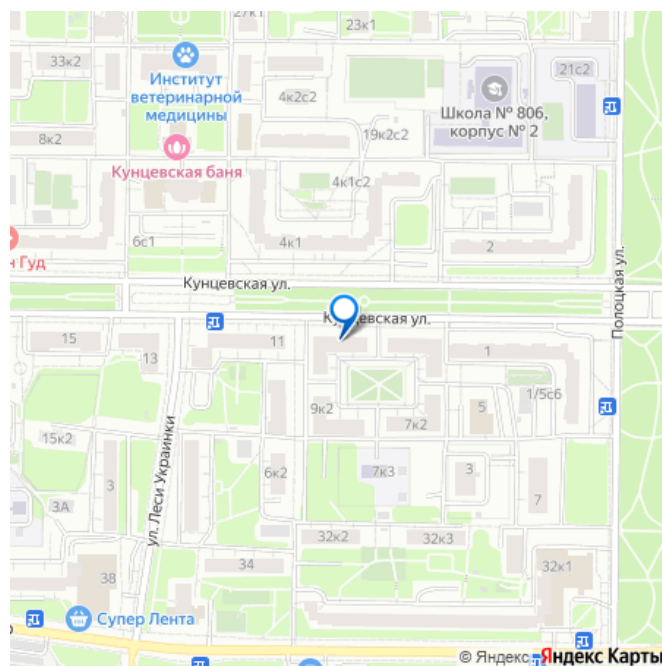 27к1
23к1
33к2
Институт
ветеринарной
медицины
4к2с2
21с2
Школа № 806,
корпус № 2
8к2
19к2с2
Кунцевская баня
4к1с2
6с1
4к1
2
н Гуд
Кунцевская ул.
Полоцкая ул.
Кунцевская ул.
15
13
11
1
1/5с6
9к2
7к2
5
ул. Леси Украинки
15к2
3
6к2
7к3
3
7
3А
32к2
32к3
34
32к1
38
Супер Лента
© Яндекс Яндекс Карты